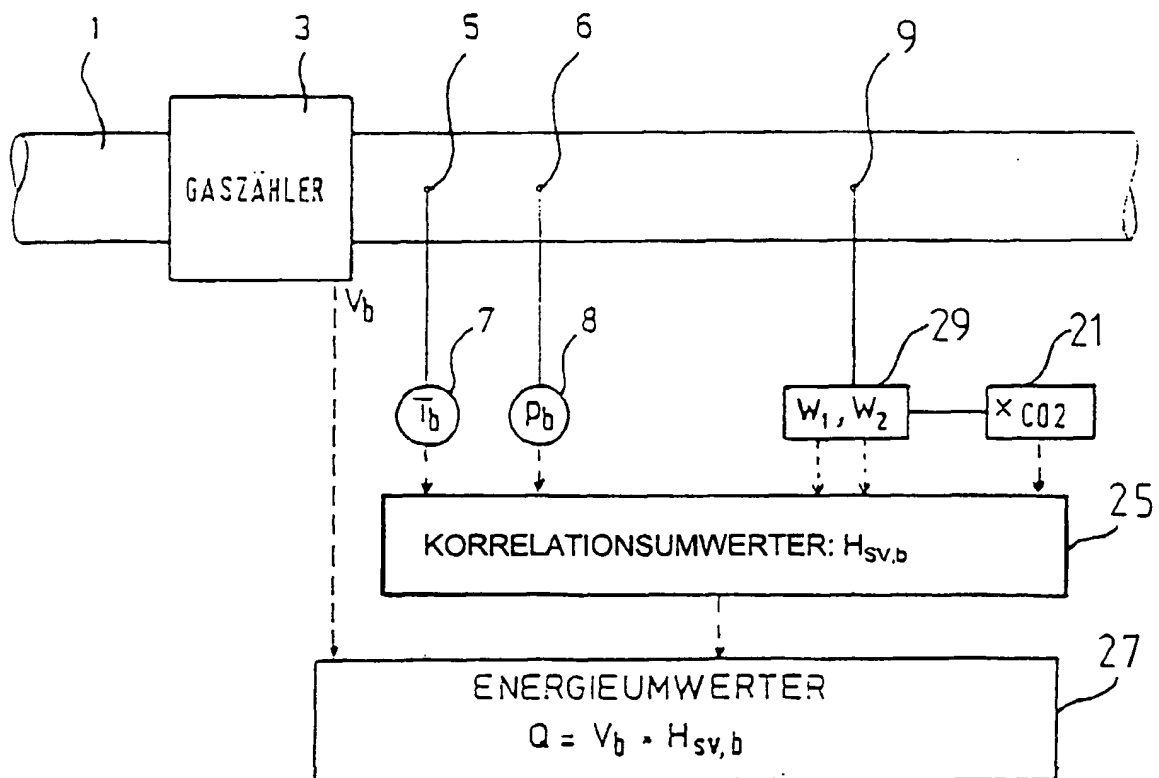 1
3
5
6
9
GASZÄHLER
V_b
7
8
29
21
T_b
P_b
W_1, W_2
x_CO2
25
KORRELATIONSUMWERTER: H_SV,b
27
ENERGIEUMWERTER
Q = V_b • H_SV,b